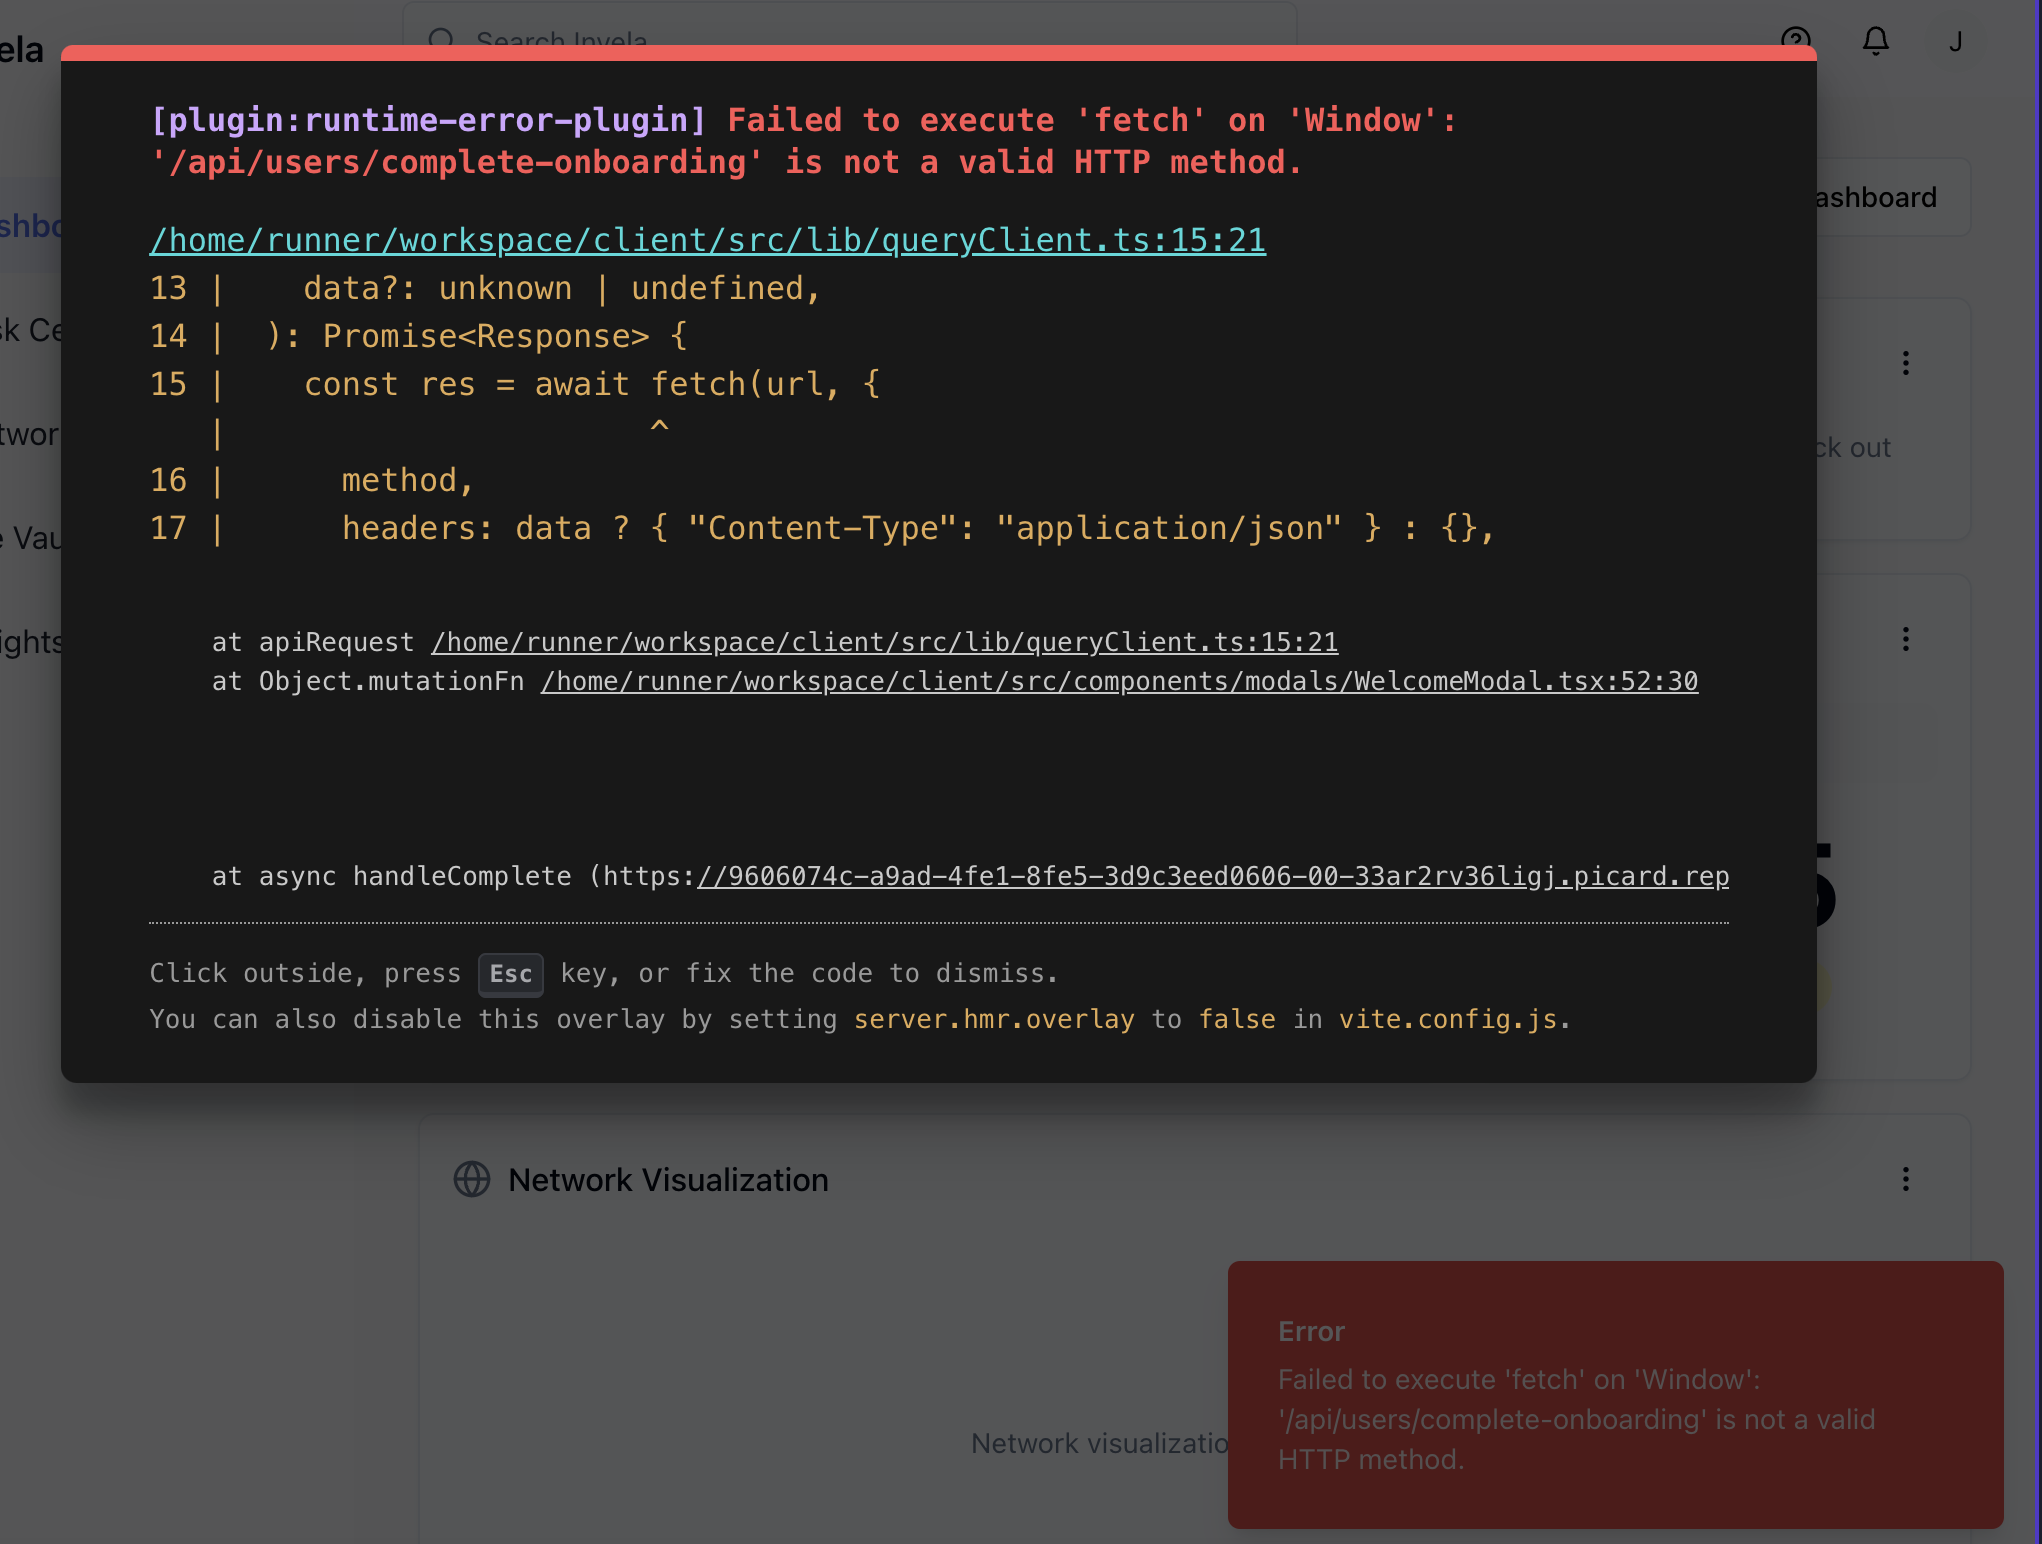 ela
Search Invela
J
[plugin:runtime-error-plugin] Failed to execute 'fetch' on 'Window':
'/api/users/complete-onboarding' is not a valid HTTP method.
/home/runner/workspace/client/src/lib/queryClient.ts:15:21
13 |    data?: unknown | undefined,
14 |  ): Promise<Response> {
15 |    const res = await fetch(url, {
   |                      ^
16 |      method,
17 |      headers: data ? { "Content-Type": "application/json" } : {},
at apiRequest /home/runner/workspace/client/src/lib/queryClient.ts:15:21
at Object.mutationFn /home/runner/workspace/client/src/components/modals/WelcomeModal.tsx:52:30
at async handleComplete (https://9606074c-a9ad-4fe1-8fe5-3d9c3eed0606-00-33ar2rv36ligj.picard.rep
Click outside, press Esc key, or fix the code to dismiss.
You can also disable this overlay by setting server.hmr.overlay to false in vite.config.js.
ashboard
shbo
sk Ce
twor
e Vau
ights
ck out
Network Visualization
Network visualizatio
Error
Failed to execute 'fetch' on 'Window':
'/api/users/complete-onboarding' is not a valid
HTTP method.